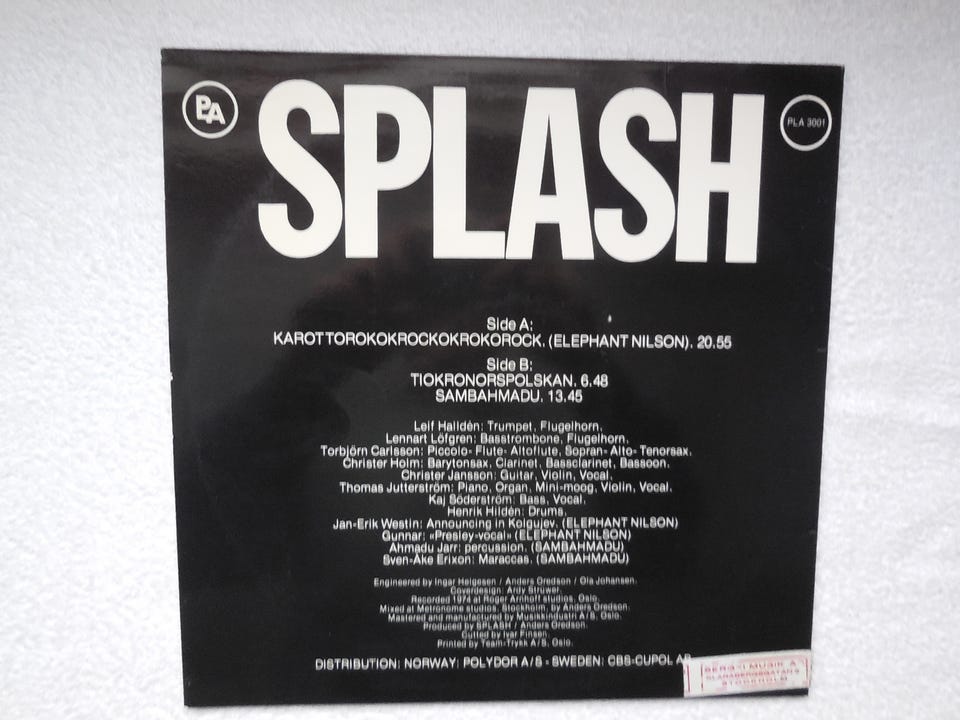 PLA
SPLASH
PLA 3001
Side A:
KAROTTOROKOKROCKOKROKOROCK. (ELEPHANT NILSON). 20.55
Side B:
TIOKRONORSPOLSKAN. 6.48
SAMBAHMADU. 13.45
Leif Halldén: Trumpet, Flugelhorn.
Lennart Löfgren: Basstrombone, Flugelhorn.
Torbjörn Carlsson: Piccolo- Flute- Altoflute, Sopran- Alto- Tenorsax.
Christer Holm: Barytonsax, Clarinet, Bassclarinet, Bassoon.
Christer Jansson: Guitar, Violin, Vocal.
Thomas Jutterström: Piano, Organ, Mini-moog, Violin, Vocal.
Kaj Söderström: Bass, Vocal.
Henrik Hildén: Drums.
Jan-Erik Westin: Announcing in Kolgujev. (ELEPHANT NILSON)
Gunnar: «Presley-vocal» (ELEPHANT NILSON)
Ahmadu Jarr: percussion. (SAMBAHMADU)
Sven-Åke Erixon: Maraccas. (SAMBAHMADU)
Engineered by Ingar Helgesen / Anders Oredson / Ola Johansen.
Coverdesign: Ardy Strüwer.
Recorded 1974 at Roger Arnhoff studios, Oslo.
Mixed at Metronome studios, Stockholm, by Anders Oredson.
Mastered and manufactured by Musikkindustri A/S, Oslo.
Produced by SPLASH / Anders Oredson.
Cutted by Ivar Finsen.
Printed by Team-Trykk A/S, Oslo.
DISTRIBUTION: NORWAY: POLYDOR A/S - SWEDEN: CBS-CUPOL AB
MUSIK A
KLARABERGSGATAN
STOCKHOLM